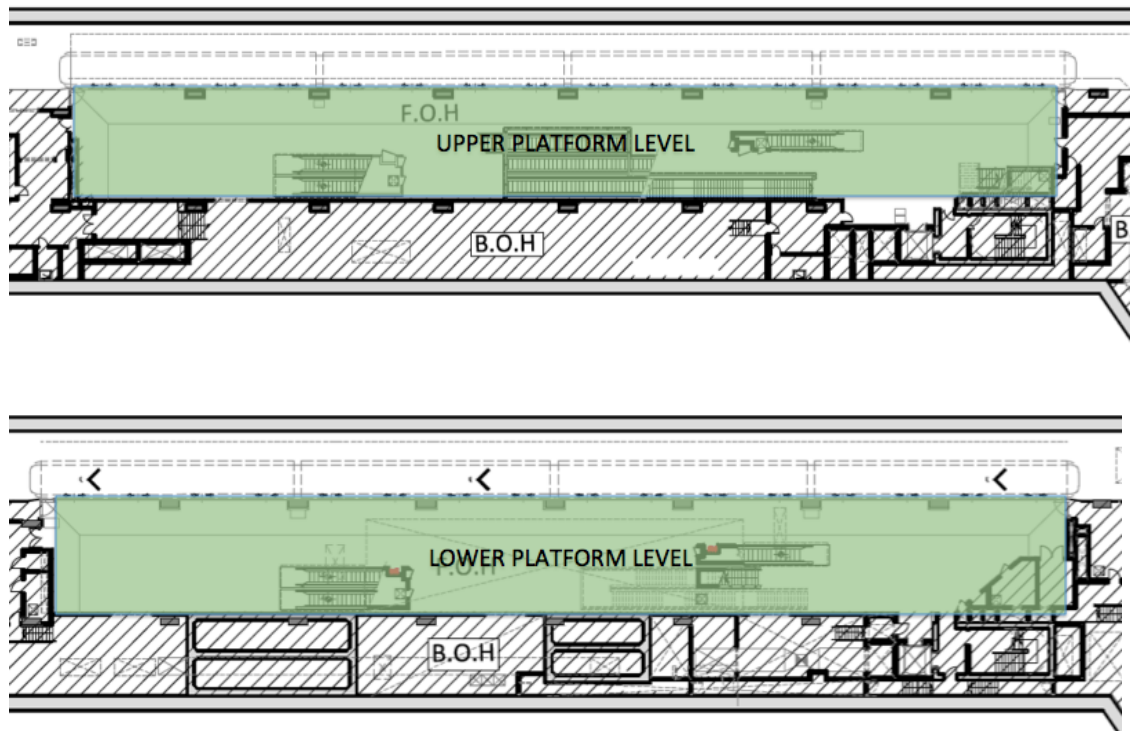 F.O.H
UPPER PLATFORM LEVEL
B.O.H
B
LOWER PLATFORM LEVEL
F.O.H
B.O.H